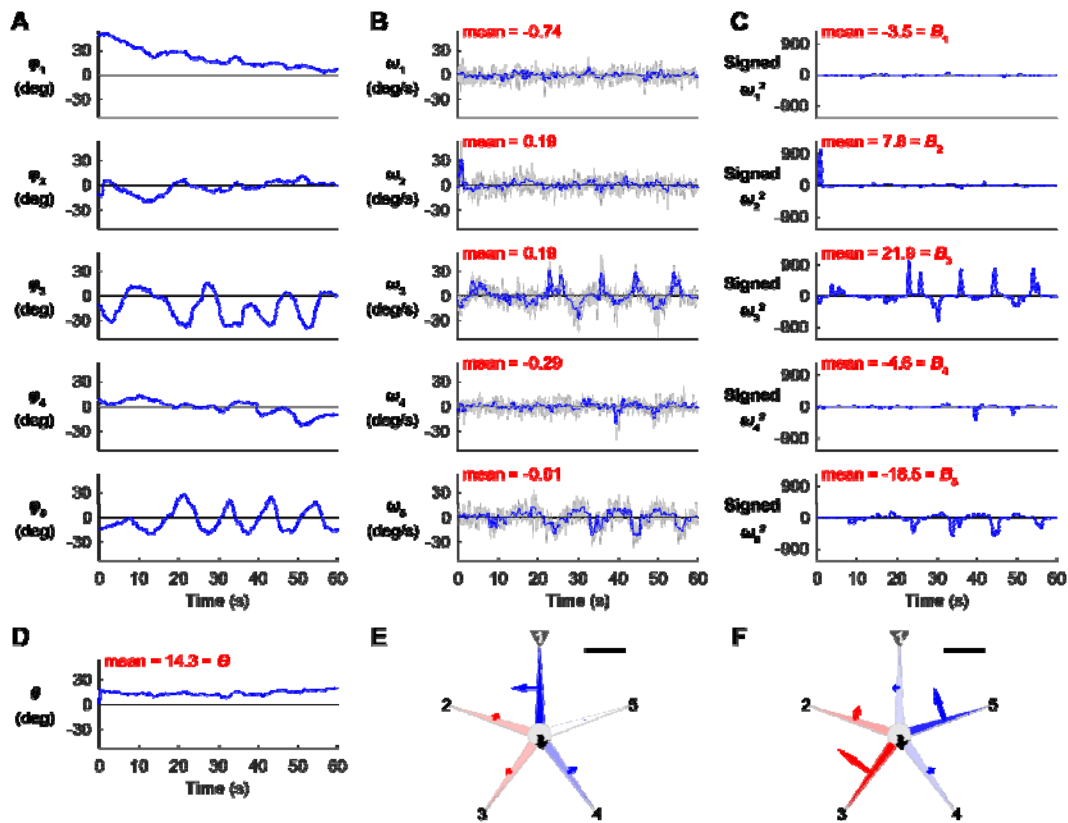 A
B
C
φ1
(deg)
30
0
-30
mean = -0.74
ω1
(deg/s)
30
0
-30
mean = -3.5 = B1
Signed
ω1²
900
0
-900
φ2
(deg)
30
0
-30
mean = 0.19
ω2
(deg/s)
30
0
-30
mean = 7.8 = B2
Signed
ω2²
900
0
-900
φ3
(deg)
30
0
-30
mean = 0.19
ω3
(deg/s)
30
0
-30
mean = 21.9 = B3
Signed
ω3²
900
0
-900
φ4
(deg)
30
0
-30
mean = -0.29
ω4
(deg/s)
30
0
-30
mean = -4.6 = B4
Signed
ω4²
900
0
-900
φ5
(deg)
30
0
-30
mean = -0.01
ω5
(deg/s)
30
0
-30
mean = -16.5 = B5
Signed
ω5²
900
0
-900
0 10 20 30 40 50 60
Time (s)
0 10 20 30 40 50 60
Time (s)
0 10 20 30 40 50 60
Time (s)
D
mean = 14.3 = Θ
θ
(deg)
30
0
-30
0 10 20 30 40 50 60
Time (s)
E
1
2
5
3
4
F
1
2
5
3
4